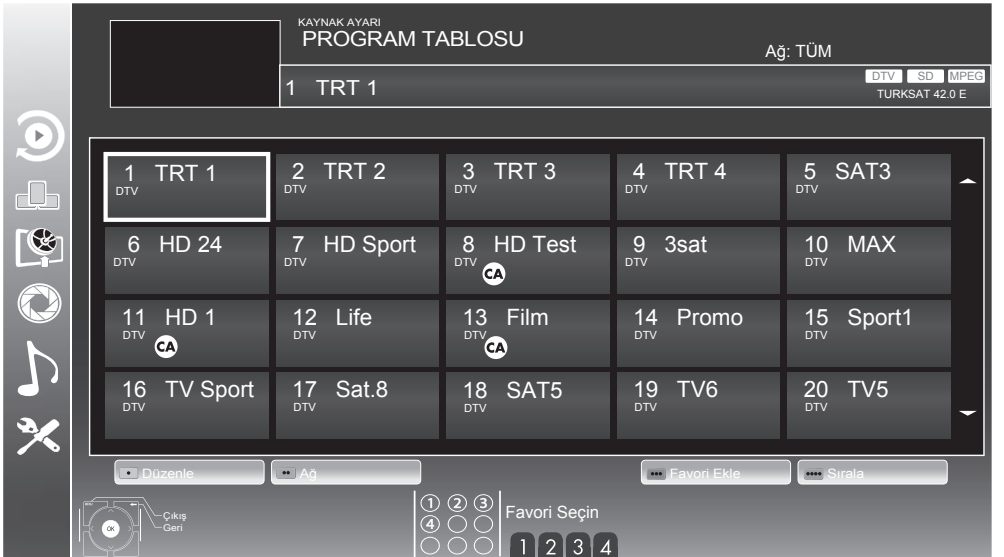 KAYNAK AYARI
PROGRAM TABLOSU
Ağ: TÜM
1 TRT 1
DTV SD MPEG
TURKSAT 42.0 E
1 TRT 1
DTV
2 TRT 2
DTV
3 TRT 3
DTV
4 TRT 4
DTV
5 SAT3
DTV
6 HD 24
DTV
7 HD Sport
DTV
8 HD Test
DTV
CA
9 3sat
DTV
10 MAX
DTV
11 HD 1
DTV
CA
12 Life
DTV
13 Film
DTV
CA
14 Promo
DTV
15 Sport1
DTV
16 TV Sport
DTV
17 Sat.8
DTV
18 SAT5
DTV
19 TV6
DTV
20 TV5
DTV
Düzenle
Ağ
Favori Ekle
Sırala
OK
Çıkış
Geri
1 2 3
4
Favori Seçin
1 2 3 4